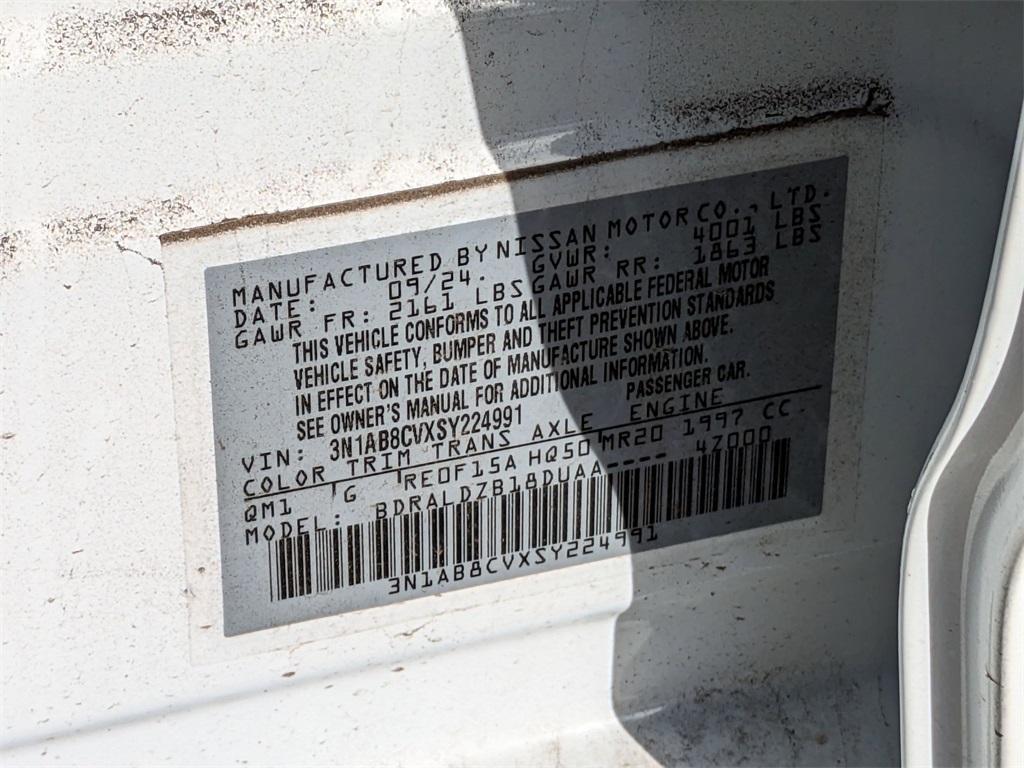 MANUFACTURED BY NISSAN MOTOR CO., LTD.
DATE: 09/24. GVWR: 4001 LBS
GAWR FR: 2161 LBS GAWR RR: 1863 LBS
THIS VEHICLE CONFORMS TO ALL APPLICABLE FEDERAL MOTOR
VEHICLE SAFETY, BUMPER AND THEFT PREVENTION STANDARDS
IN EFFECT ON THE DATE OF MANUFACTURE SHOWN ABOVE.
SEE OWNER'S MANUAL FOR ADDITIONAL INFORMATION.
VIN: 3N1AB8CVXSY224991 PASSENGER CAR.
COLOR TRIM TRANS AXLE ENGINE
QM1 G RE0F15A HQ50 MR20 1997 CC.
MODEL: BDRALDZB18DUAA---- 4Z000
3N1AB8CVXSY224991